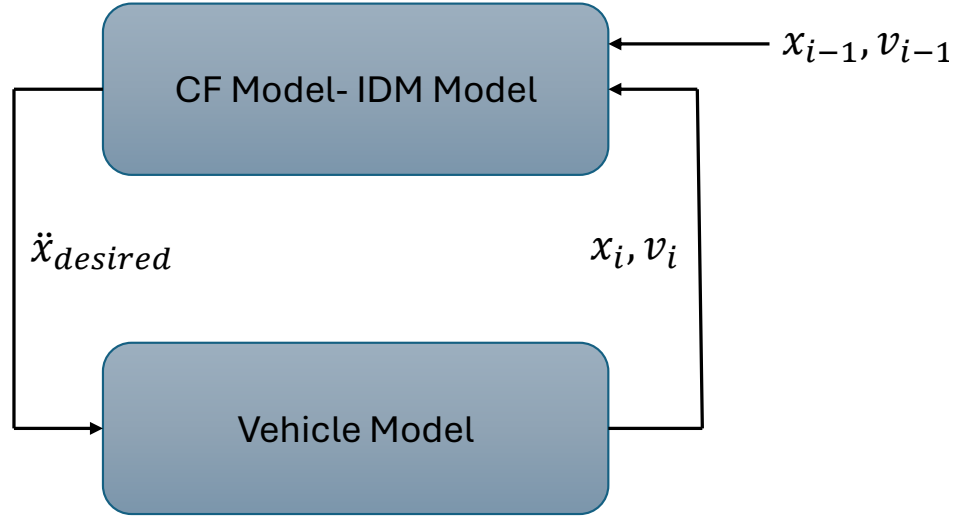 x_{i−1}, v_{i−1}
CF Model- IDM Model
ẍ_{desired}
x_i, v_i
Vehicle Model